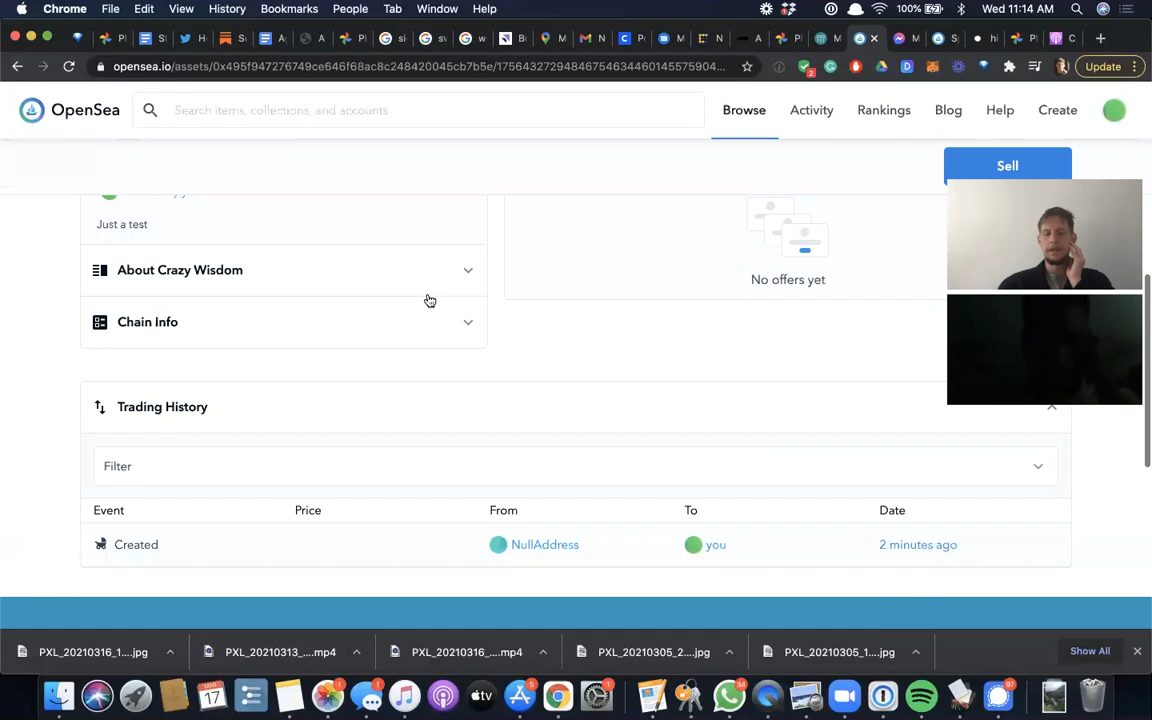 Chrome File Edit View History Bookmarks People Tab Window Help 100% Wed 11:14 AM
opensea.io/assets/0x495f947276749ce646f68ac8c248420045cb7b5e/17564327294846754634460145575904...
Update
OpenSea
Search items, collections, and accounts
Browse Activity Rankings Blog Help Create
Sell
Just a test
About Crazy Wisdom
No offers yet
Chain Info
Trading History
Filter
Event Price From To Date
Created NullAddress you 2 minutes ago
PXL_20210316_1....jpg PXL_20210313_....mp4 PXL_20210316_....mp4 PXL_20210305_2....jpg PXL_20210305_1....jpg Show All